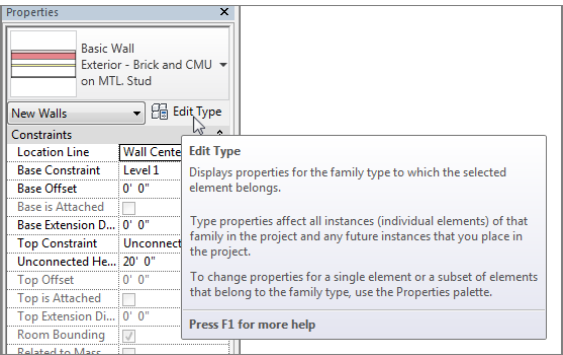 Properties
Basic Wall
Exterior - Brick and CMU
on MTL. Stud
New Walls
Edit Type
Constraints
Location Line Wall Cente
Base Constraint Level 1
Base Offset 0' 0"
Base is Attached
Base Extension D... 0' 0"
Top Constraint Unconnect
Unconnected He... 20' 0"
Top Offset 0' 0"
Top is Attached
Top Extension Di... 0' 0"
Room Bounding
Related to Mass
Edit Type
Displays properties for the family type to which the selected
element belongs.
Type properties affect all instances (individual elements) of that
family in the project and any future instances that you place in
the project.
To change properties for a single element or a subset of elements
that belong to the family type, use the Properties palette.
Press F1 for more help